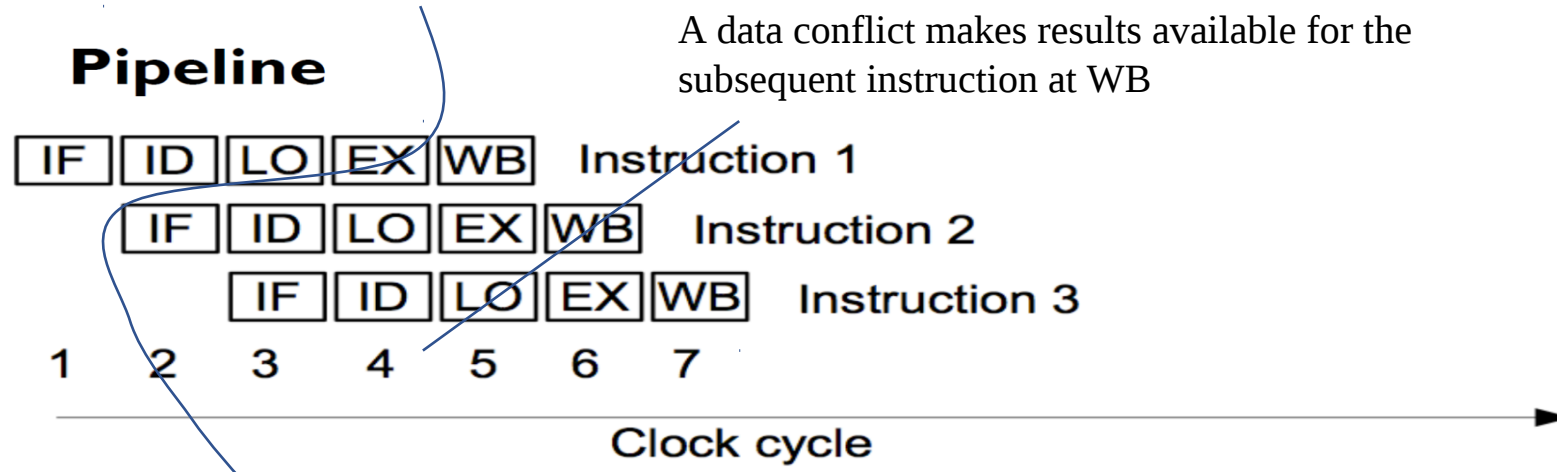 A data conflict makes results available for the
subsequent instruction at WB
Pipeline
IF ID LO EX WB Instruction 1
IF ID LO EX WB Instruction 2
IF ID LO EX WB Instruction 3
1 2 3 4 5 6 7
Clock cycle